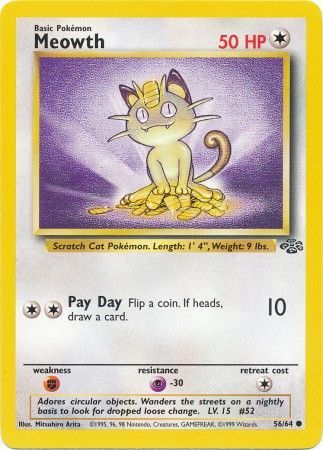 Basic Pokémon
Meowth 50 HP
Scratch Cat Pokémon. Length: 1' 4", Weight: 9 lbs.
Pay Day Flip a coin. If heads, 10
draw a card.
weakness resistance retreat cost
-30
Adores circular objects. Wanders the streets on a nightly
basis to look for dropped loose change. LV. 15 #52
Illus. Mitsuhiro Arita ©1995, 96, 98 Nintendo, Creatures, GAMEFREAK. ©1999 Wizards. 56/64